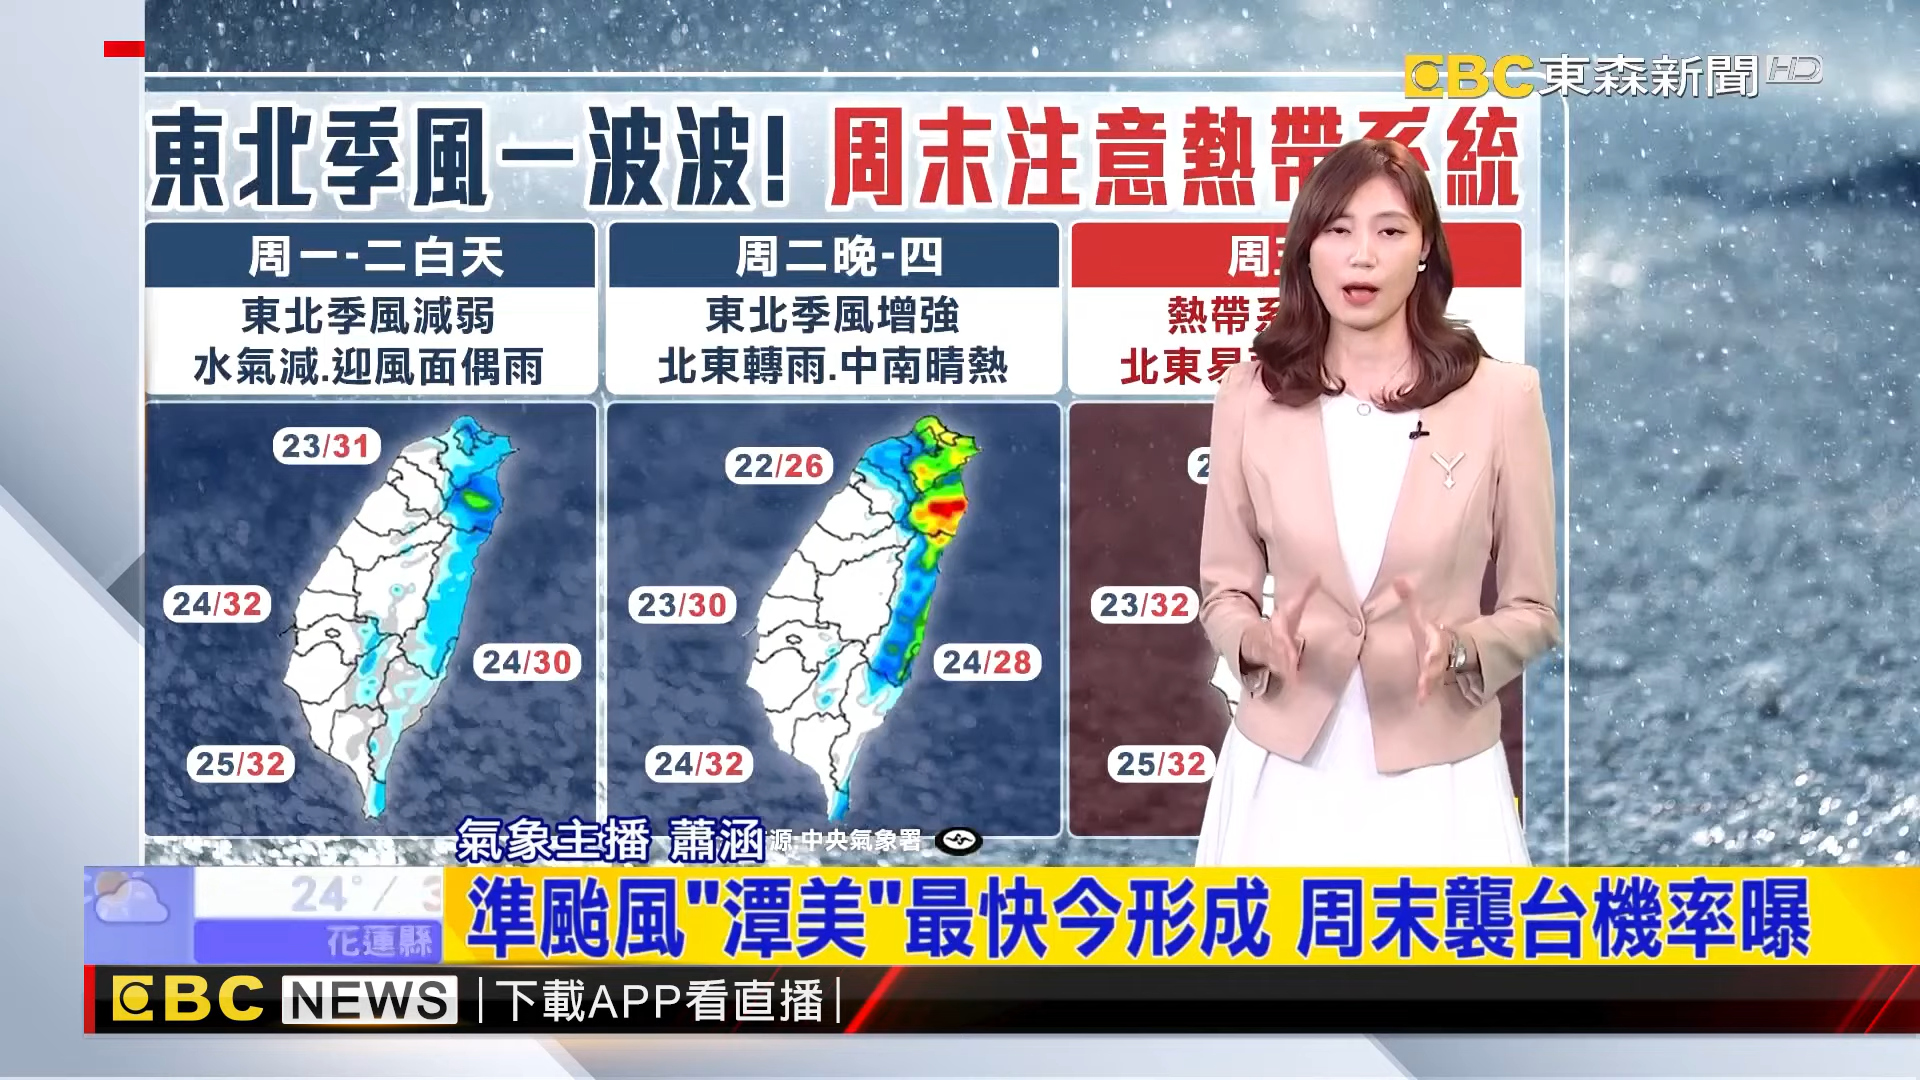 EBC東森新聞HD
東北季風一波波! 周末注意熱帶系統
周一-二白天
東北季風減弱
水氣減.迎風面偶雨
23/31
24/32
24/30
25/32
周二晚-四
東北季風增強
北東轉雨.中南晴熱
22/26
23/30
24/28
24/32
周
熱帶
北東易
23/32
25/32
氣象主播 蕭涵
源:中央氣象署
準颱風"潭美"最快今形成 周末襲台機率曝
24°/3
花蓮縣
EBC NEWS |下載APP看直播|